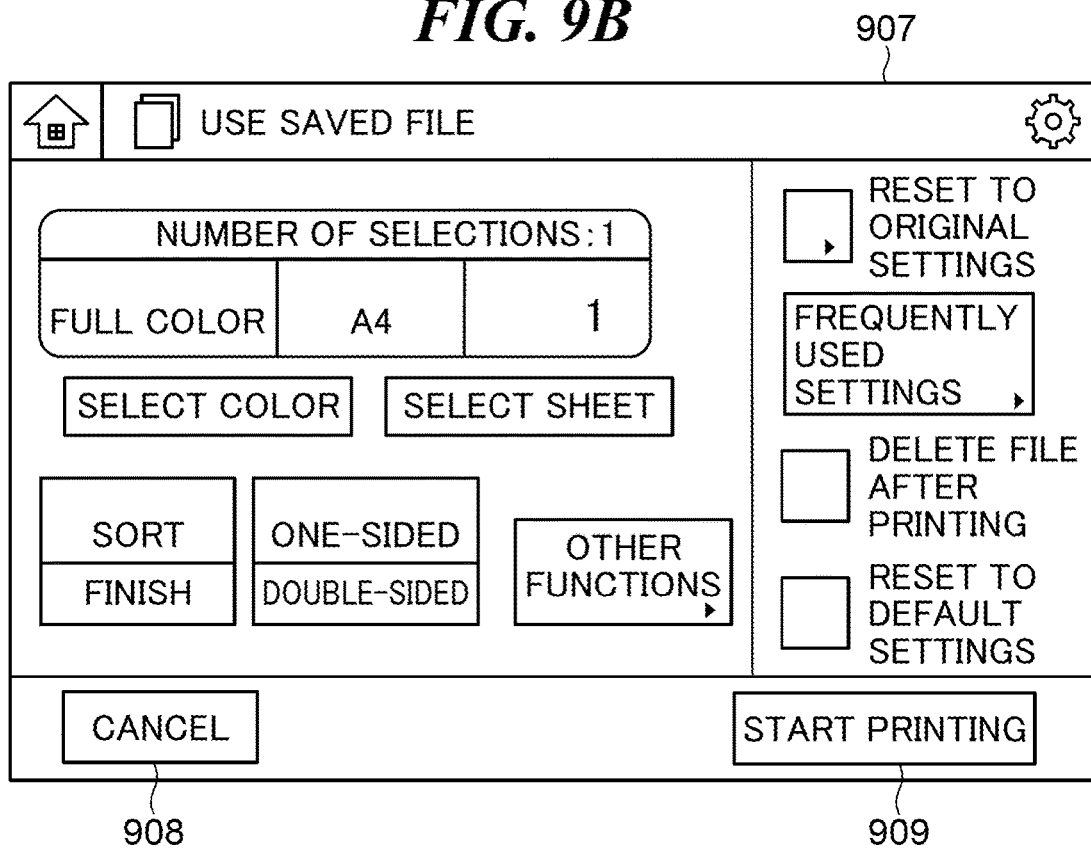 FIG. 9B
907
USE SAVED FILE
NUMBER OF SELECTIONS:1
FULL COLOR
A4
1
SELECT COLOR
SELECT SHEET
SORT
FINISH
ONE-SIDED
DOUBLE-SIDED
OTHER
FUNCTIONS
RESET TO
ORIGINAL
SETTINGS
FREQUENTLY
USED
SETTINGS
DELETE FILE
AFTER
PRINTING
RESET TO
DEFAULT
SETTINGS
CANCEL
START PRINTING
908
909